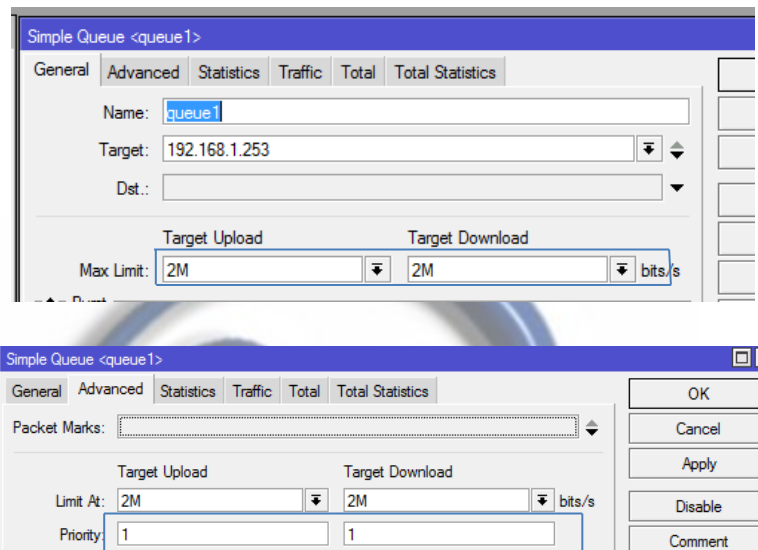 Simple Queue <queue1>
General Advanced Statistics Traffic Total Total Statistics
Name: queue1
Target: 192.168.1.253
Dst.:
Target Upload Target Download
Max Limit: 2M 2M bits/s
Simple Queue <queue1>
General Advanced Statistics Traffic Total Total Statistics
OK
Packet Marks:
Cancel
Target Upload Target Download
Apply
Limit At: 2M 2M bits/s
Disable
Priority: 1 1
Comment